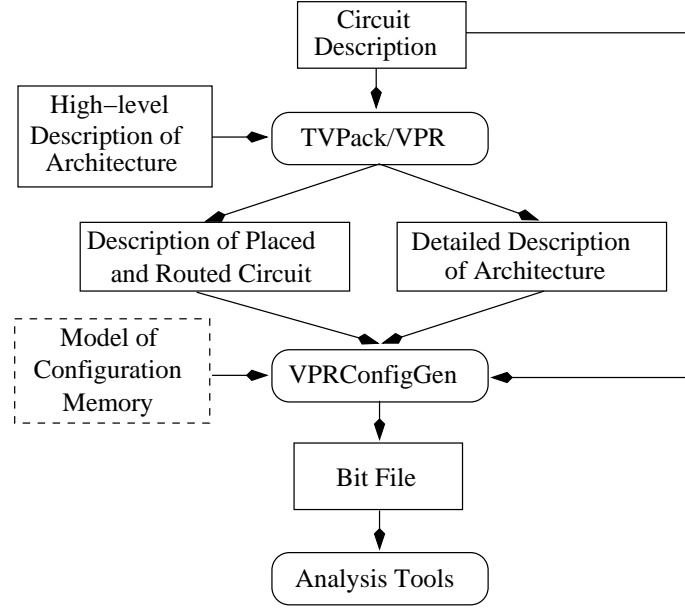 Circuit
Description
High−level
Description of
Architecture
TVPack/VPR
Description of Placed
and Routed Circuit
Detailed Description
of Architecture
Model of
Configuration
Memory
VPRConfigGen
Bit File
Analysis Tools